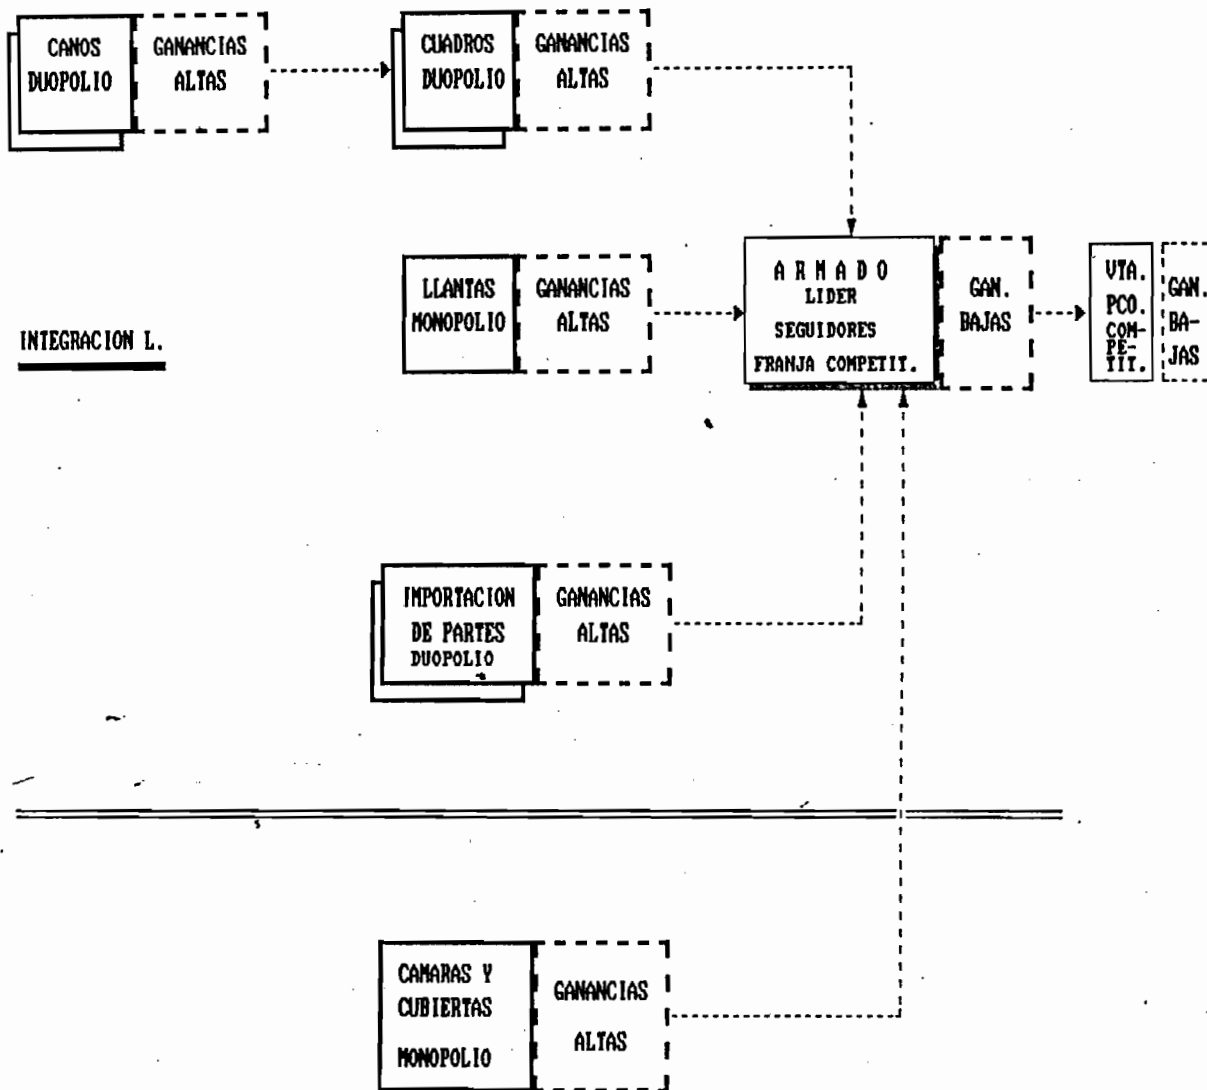 CANOS
DUOPOLIO
GANANCIAS
ALTAS
CUADROS
DUOPOLIO
GANANCIAS
ALTAS
INTEGRACION L.
LLANTAS
MONOPOLIO
GANANCIAS
ALTAS
A R M A D O
LIDER
SEGUIDORES
FRANJA COMPETIT.
GAN.
BAJAS
VTA.
PCO.
COM-
PE-
TIT.
GAN.
BA-
JAS
IMPORTACION
DE PARTES
DUOPOLIO
GANANCIAS
ALTAS
CAMARAS Y
CUBIERTAS
MONOPOLIO
GANANCIAS
ALTAS